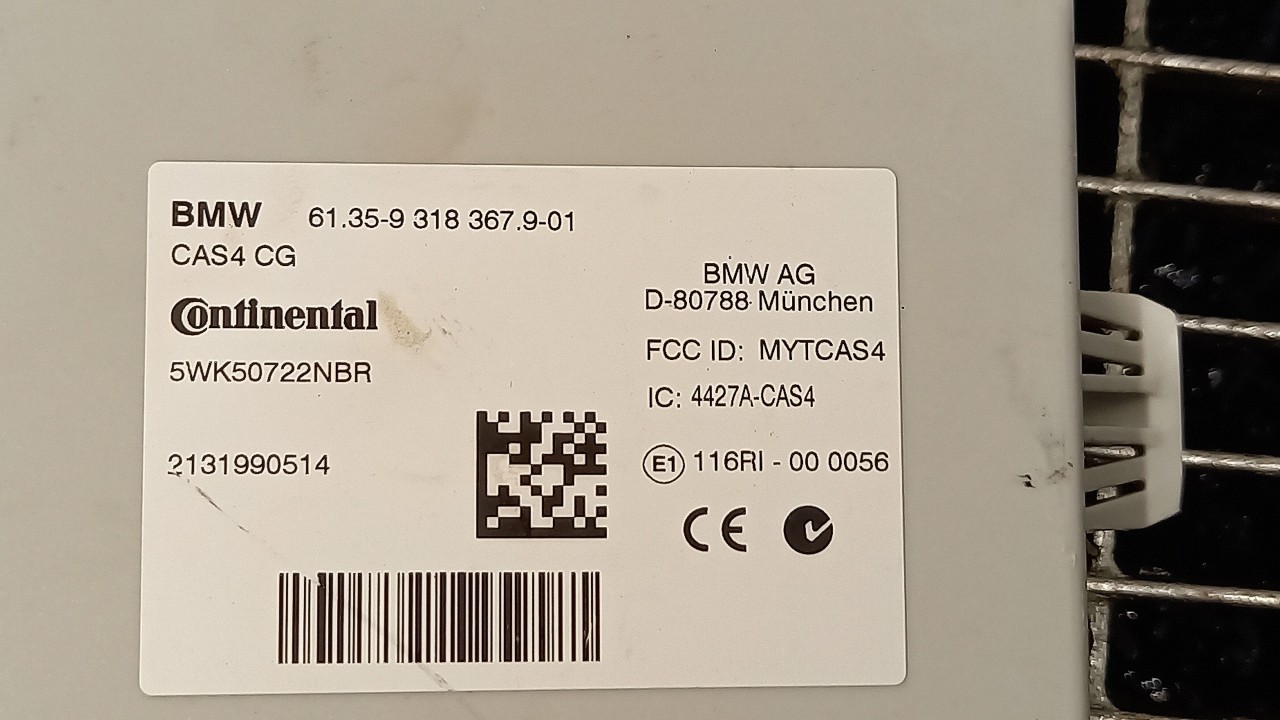 BMW 61.35-9 318 367.9-01
CAS4 CG
Continental
5WK50722NBR
2131990514
BMW AG
D-80788 München
FCC ID: MYTCAS4
IC: 4427A-CAS4
E1 116RI - 00 0056
CE